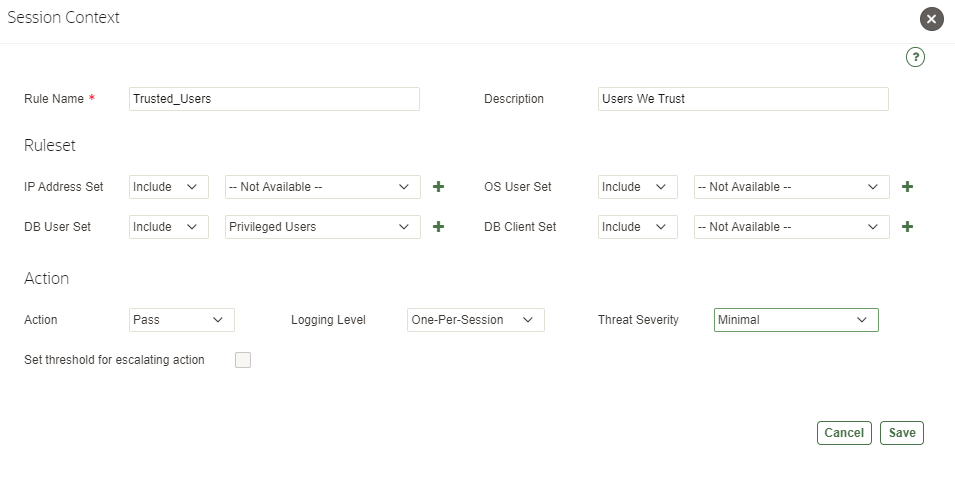 Session Context
?
Rule Name * Trusted_Users Description Users We Trust
Ruleset
IP Address Set Include -- Not Available -- OS User Set Include -- Not Available --
DB User Set Include Privileged Users DB Client Set Include -- Not Available --
Action
Action Pass Logging Level One-Per-Session Threat Severity Minimal
Set threshold for escalating action
Cancel Save